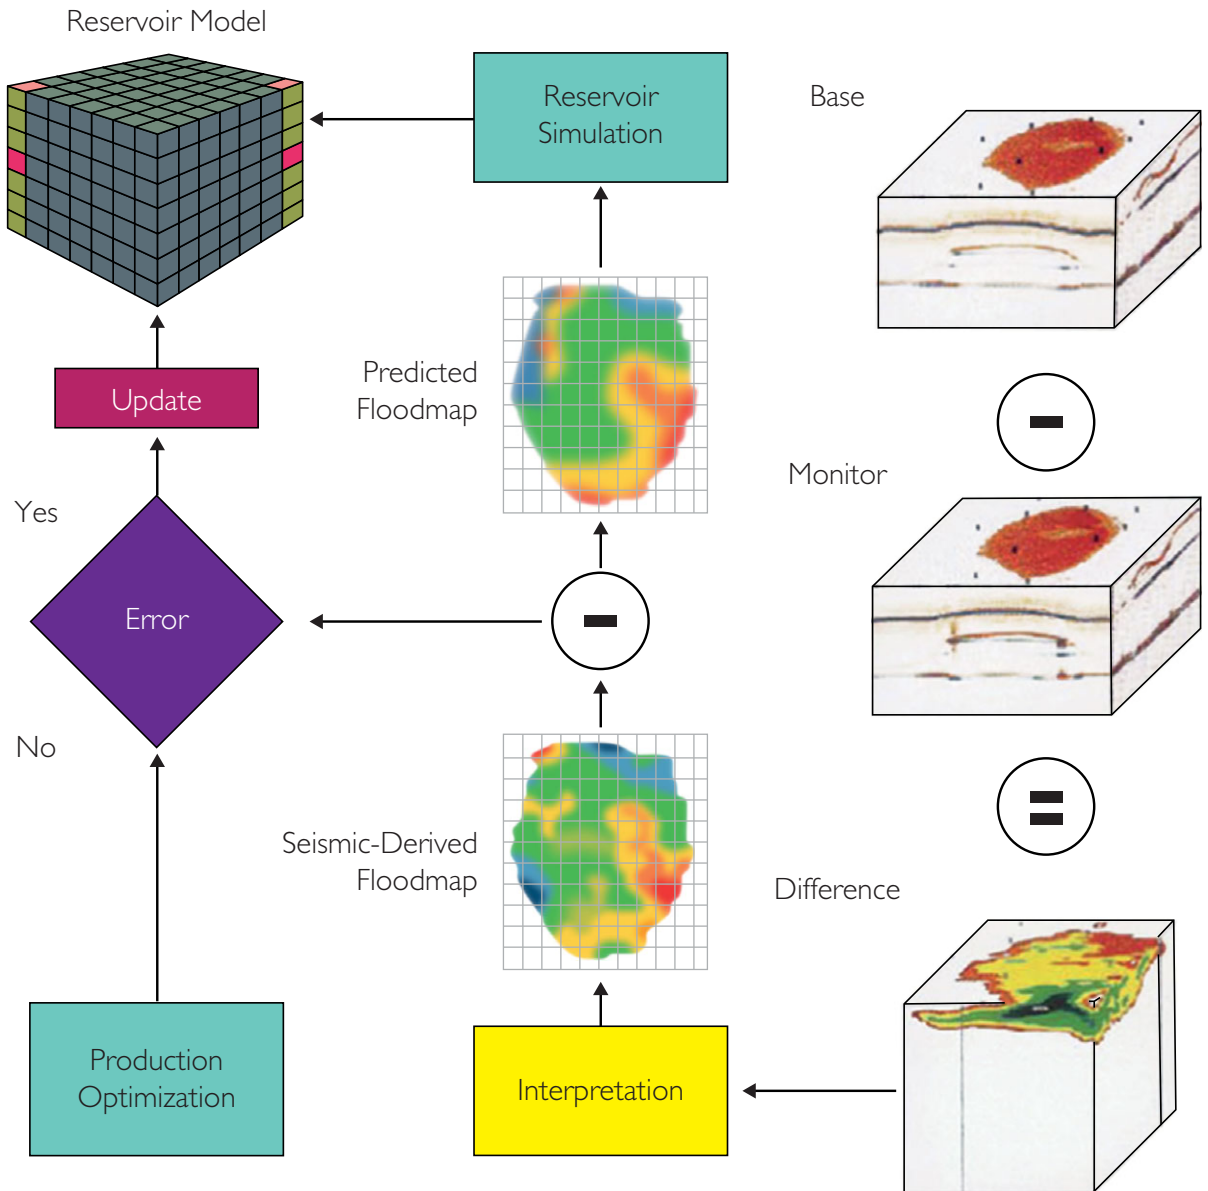 Reservoir Model
Reservoir
Simulation
Base
Predicted
Floodmap
Update
Monitor
Yes
Error
No
Seismic-Derived
Floodmap
Difference
Production
Optimization
Interpretation